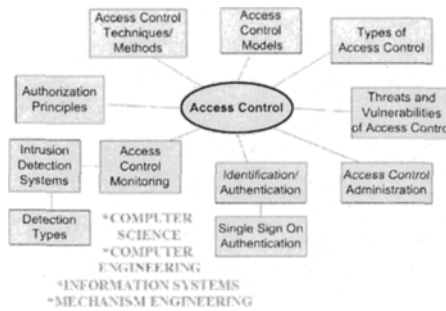 Access Control
Techniques/
Methods
Access
Control
Models
Types of
Access Control
Authorization
Principles
Access Control
Threats and
Vulnerabilities
of Access Control
Intrusion
Detection
Systems
Access
Control
Monitoring
Identification/
Authentication
Access Control
Administration
Detection
Types
Single Sign On
Authentication
*COMPUTER
SCIENCE
*COMPUTER
ENGINEERING
*INFORMATION SYSTEMS
*MECHANISM ENGINEERING